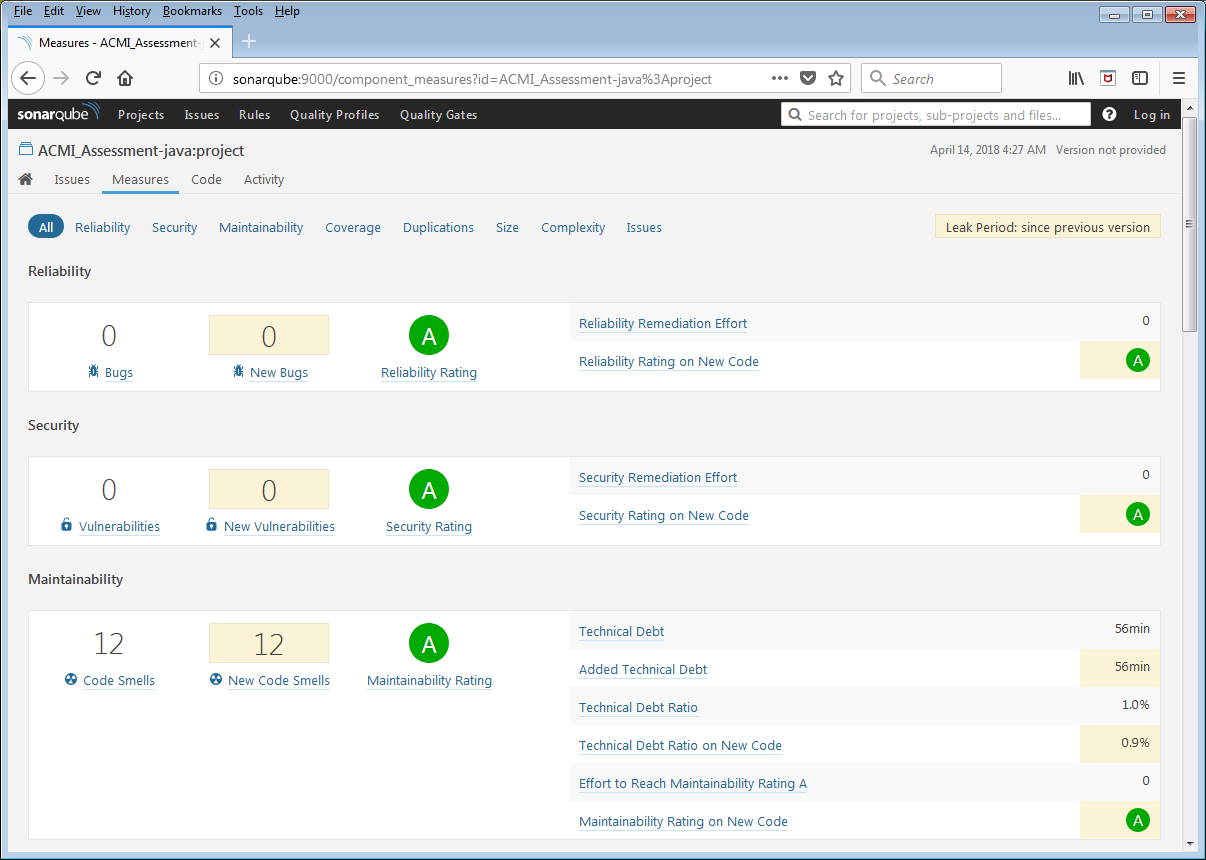 File Edit View History Bookmarks Tools Help
Measures - ACMI_Assessment-
sonarqube:9000/component_measures?id=ACMI_Assessment-java%3Aproject
Search
sonarqube Projects Issues Rules Quality Profiles Quality Gates Search for projects, sub-projects and files... ? Log in
ACMI_Assessment-java:project April 14, 2018 4:27 AM Version not provided
Issues Measures Code Activity
All Reliability Security Maintainability Coverage Duplications Size Complexity Issues Leak Period: since previous version
Reliability
0 0 A
Bugs New Bugs Reliability Rating
Reliability Remediation Effort 0
Reliability Rating on New Code A
Security
0 0 A
Vulnerabilities New Vulnerabilities Security Rating
Security Remediation Effort 0
Security Rating on New Code A
Maintainability
12 12 A
Code Smells New Code Smells Maintainability Rating
Technical Debt 56min
Added Technical Debt 56min
Technical Debt Ratio 1.0%
Technical Debt Ratio on New Code 0.9%
Effort to Reach Maintainability Rating A 0
Maintainability Rating on New Code A